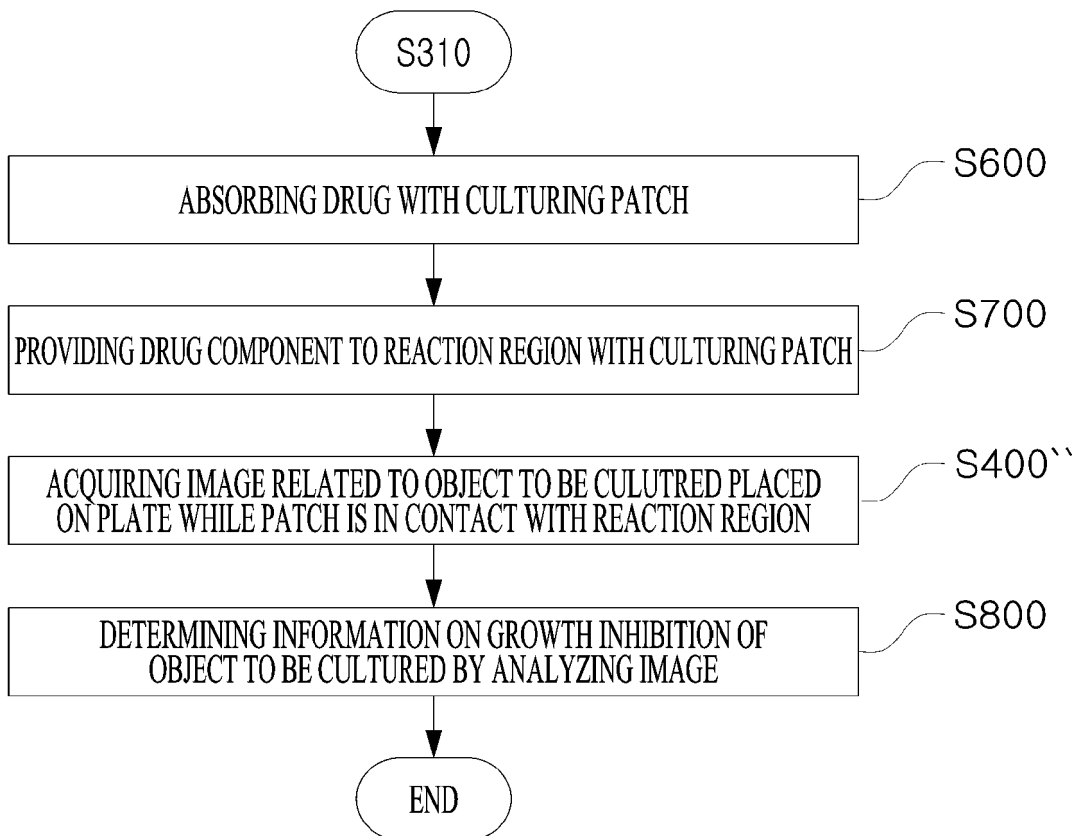 S310
ABSORBING DRUG WITH CULTURING PATCH
S600
PROVIDING DRUG COMPONENT TO REACTION REGION WITH CULTURING PATCH
S700
ACQUIRING IMAGE RELATED TO OBJECT TO BE CULUTRED PLACED
ON PLATE WHILE PATCH IS IN CONTACT WITH REACTION REGION
S400``
DETERMINING INFORMATION ON GROWTH INHIBITION OF
OBJECT TO BE CULTURED BY ANALYZING IMAGE
S800
END